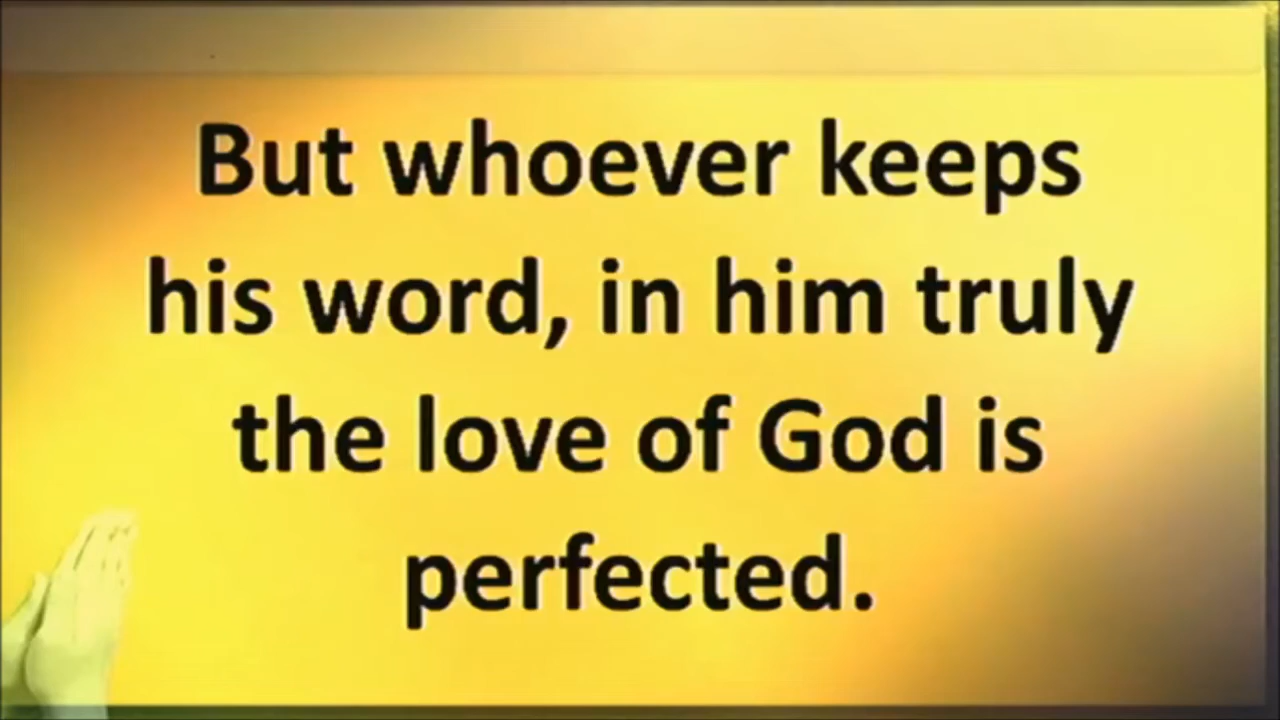 But whoever keeps
his word, in him truly
the love of God is
perfected.